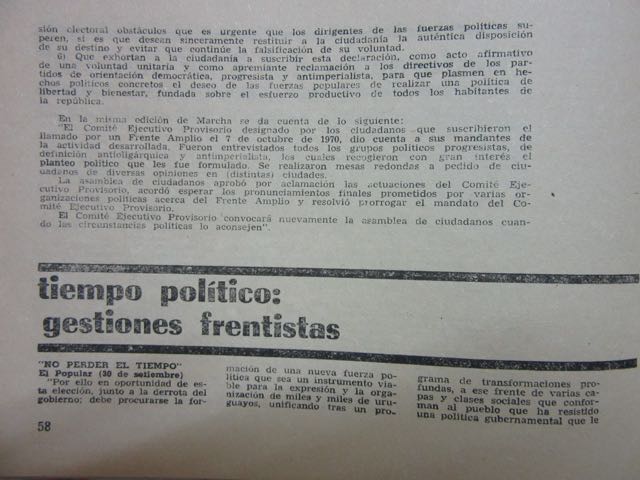 sión electoral obstáculos que es urgente que los dirigentes de las fuerzas políticas su-
peren, si es que desean sinceramente restituir a la ciudadanía la auténtica disposición
de su destino y evitar que continúe la falsificación de su voluntad.
6) Que exhortan a la ciudadanía a suscribir esta declaración, como acto afirmativo
de una voluntad unitaria y como apremiante reclamación a los directivos de los par-
tidos de orientación democrática, progresista y antimperialista, para que plasmen en he-
chos políticos concretos el deseo de las fuerzas populares de realizar una política de
libertad y bienestar, fundada sobre el esfuerzo productivo de todos los habitantes de
la república.
En la misma edición de Marcha se da cuenta de lo siguiente:
"El Comité Ejecutivo Provisorio designado por los ciudadanos que suscribieron el
llamado por un Frente Amplio el 7 de octubre de 1970, dio cuenta a sus mandantes de
la actividad desarrollada. Fueron entrevistados todos los grupos políticos progresistas, de
definición antioligárquica y antimperialista, los cuales recogieron con gran interés el
planteo político que les fue formulado. Se realizaron mesas redondas a pedido de ciu-
dadanos de diversas opiniones en (distintas) ciudades.
La asamblea de ciudadanos aprobó por aclamación las actuaciones del Comité Eje-
cutivo Provisorio, acordó esperar los pronunciamientos finales prometidos por varias or-
ganizaciones políticas acerca del Frente Amplio y resolvió prorrogar el mandato del Co-
mité Ejecutivo Provisorio.
El Comité Ejecutivo Provisorio convocará nuevamente la asamblea de ciudadanos cuan-
do las circunstancias políticas lo aconsejen".
tiempo político:
gestiones frentistas
"NO PERDER EL TIEMPO"
El Popular (30 de setiembre)
"Por ello en oportunidad de es-
ta elección, junto a la derrota del
gobierno; debe procurarse la for-
mación de una nueva fuerza po-
lítica que sea un instrumento via-
ble para la expresión y la orga-
nización de miles y miles de uru-
guayos, unificando tras un pro-
grama de transformaciones pro-
fundas, a ese frente de varias ca-
pas y clases sociales que confor-
man al pueblo que ha resistido
una política gubernamental que le
58